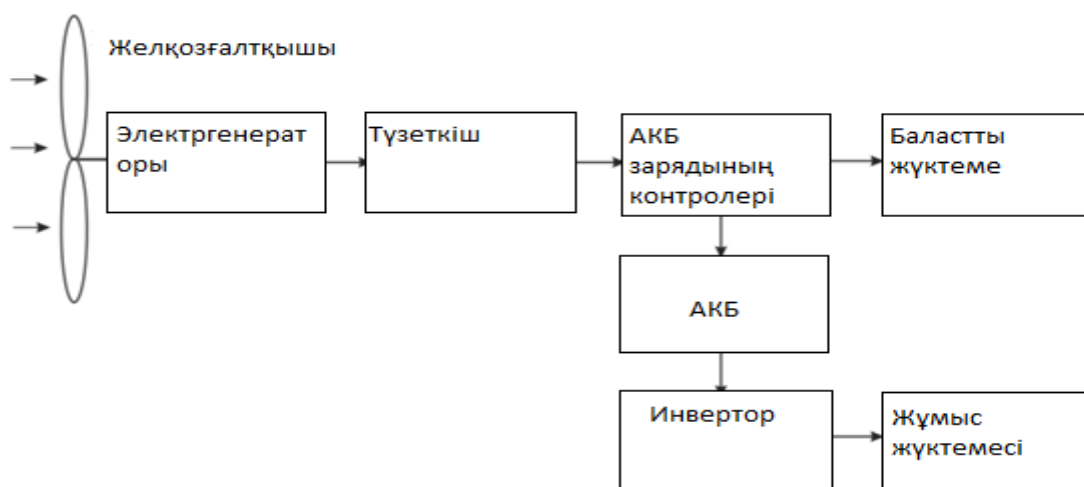 Желқозғалтқышы
Электргенерат
оры
Түзеткіш
АКБ
зарядының
контролері
Баластты
жүктеме
АКБ
Инвертор
Жұмыс
жүктемесі